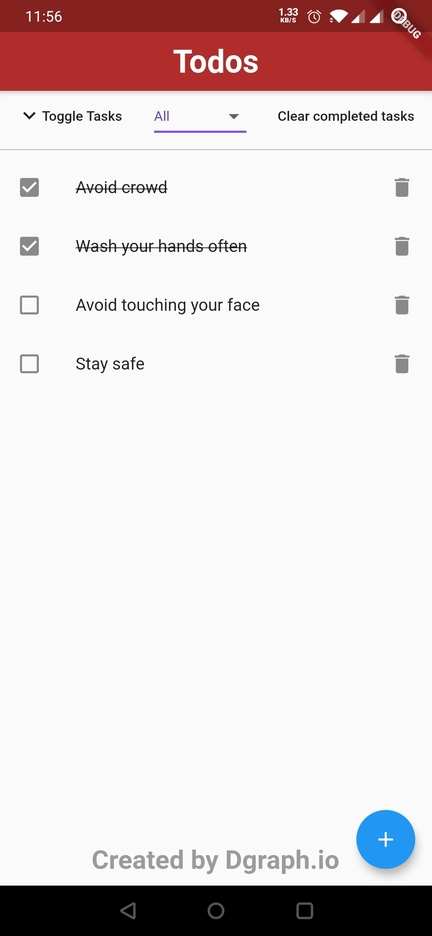 11:56
1.33
KB/S
DEBUG
Todos
Toggle Tasks
All
Clear completed tasks
Avoid crowd
Wash your hands often
Avoid touching your face
Stay safe
Created by Dgraph.io